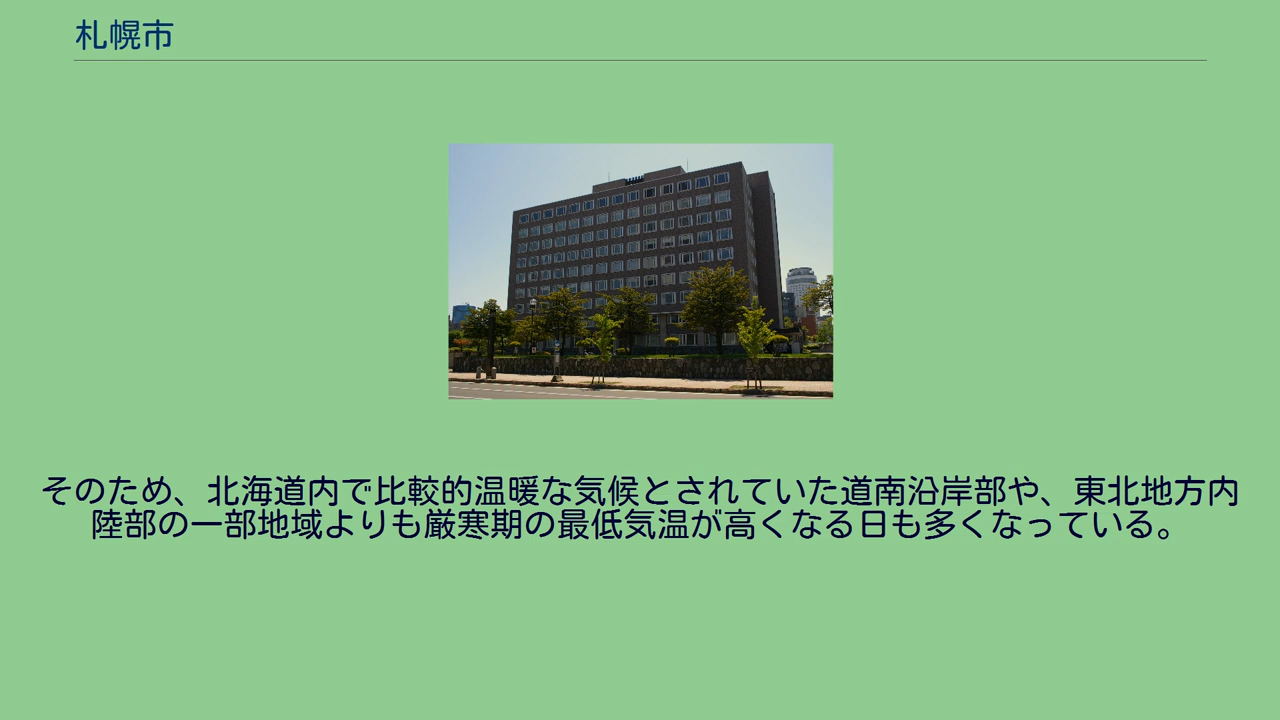 札幌市
そのため、北海道内で比較的温暖な気候とされていた道南沿岸部や、東北地方内
陸部の一部地域よりも厳寒期の最低気温が高くなる日も多くなっている。